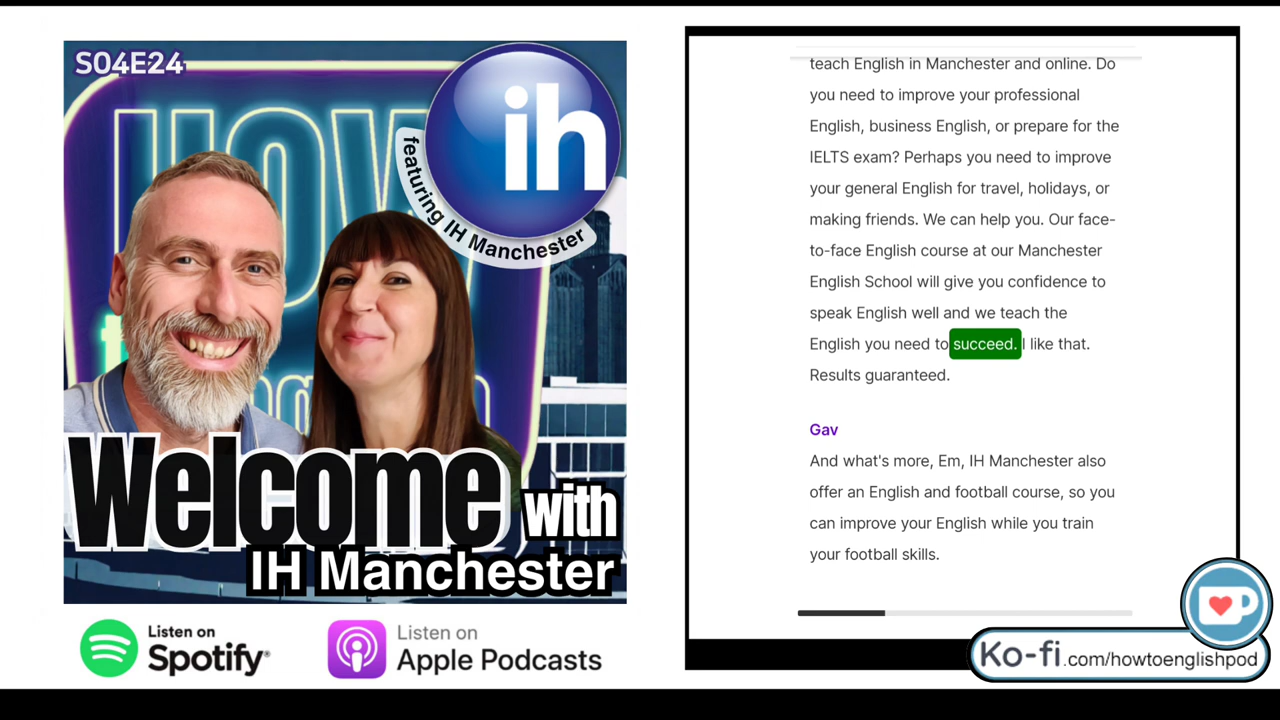 S04E24
HOW
ih
featuring IH Manchester
Welcome with
IH Manchester
Listen on
Spotify
Listen on
Apple Podcasts
teach English in Manchester and online. Do
you need to improve your professional
English, business English, or prepare for the
IELTS exam? Perhaps you need to improve
your general English for travel, holidays, or
making friends. We can help you. Our face-
to-face English course at our Manchester
English School will give you confidence to
speak English well and we teach the
English you need to succeed. I like that.
Results guaranteed.
Gav
And what's more, Em, IH Manchester also
offer an English and football course, so you
can improve your English while you train
your football skills.
Ko-fi.com/howtoenglishpod